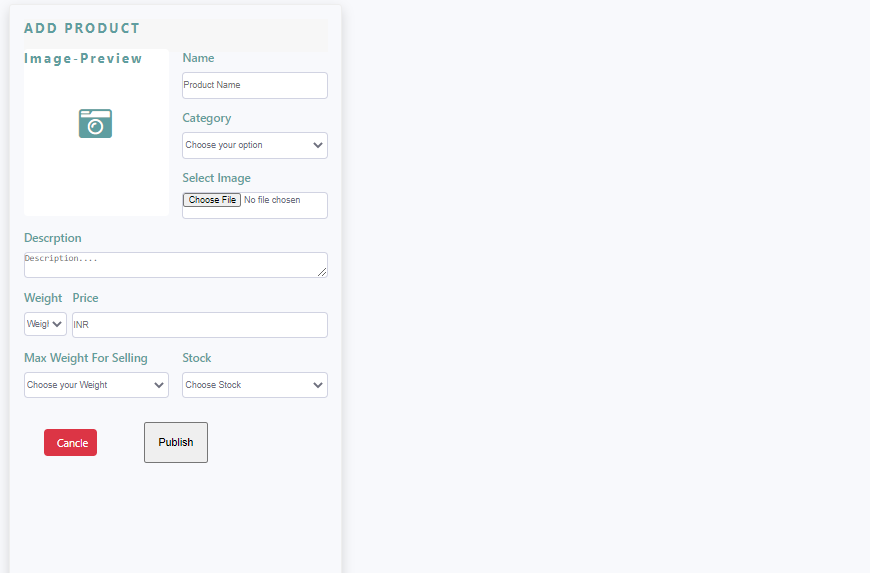 ADD PRODUCT
Image-Preview
Name
Product Name
Category
Choose your option
Select Image
Choose File No file chosen
Descrption
Description....
Weight Price
Weigh INR
Max Weight For Selling Stock
Choose your Weight Choose Stock
Cancle Publish